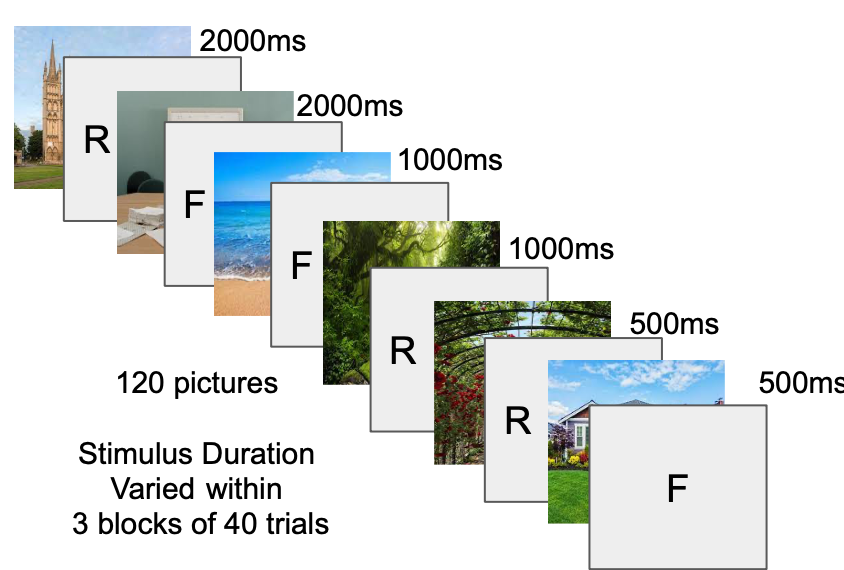 2000ms
R
2000ms
F
1000ms
F
1000ms
R
500ms
R
500ms
F
120 pictures
Stimulus Duration
Varied within
3 blocks of 40 trials